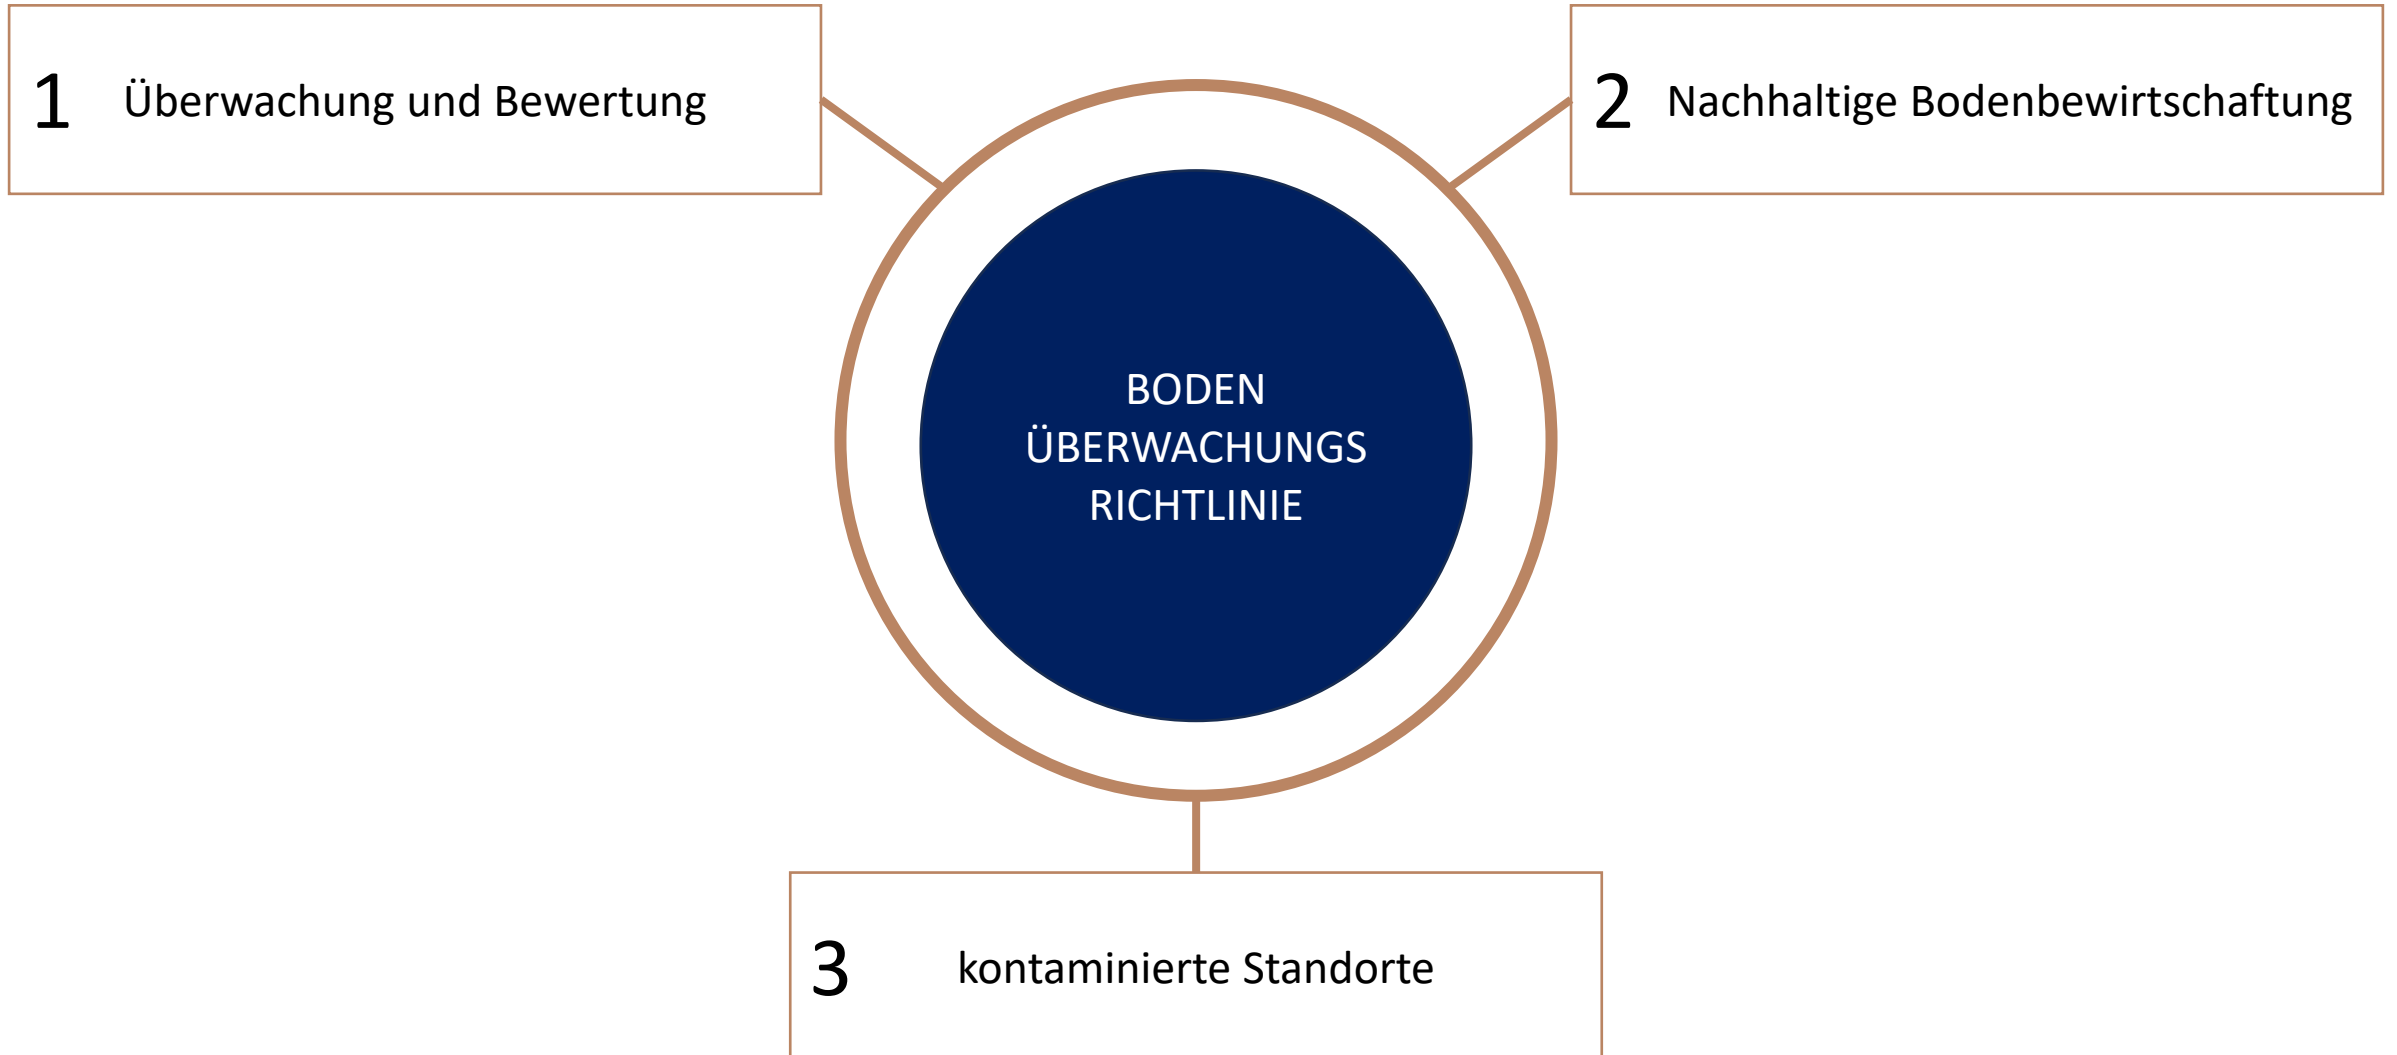 1 Überwachung und Bewertung
2 Nachhaltige Bodenbewirtschaftung
BODEN
ÜBERWACHUNGS
RICHTLINIE
3 kontaminierte Standorte